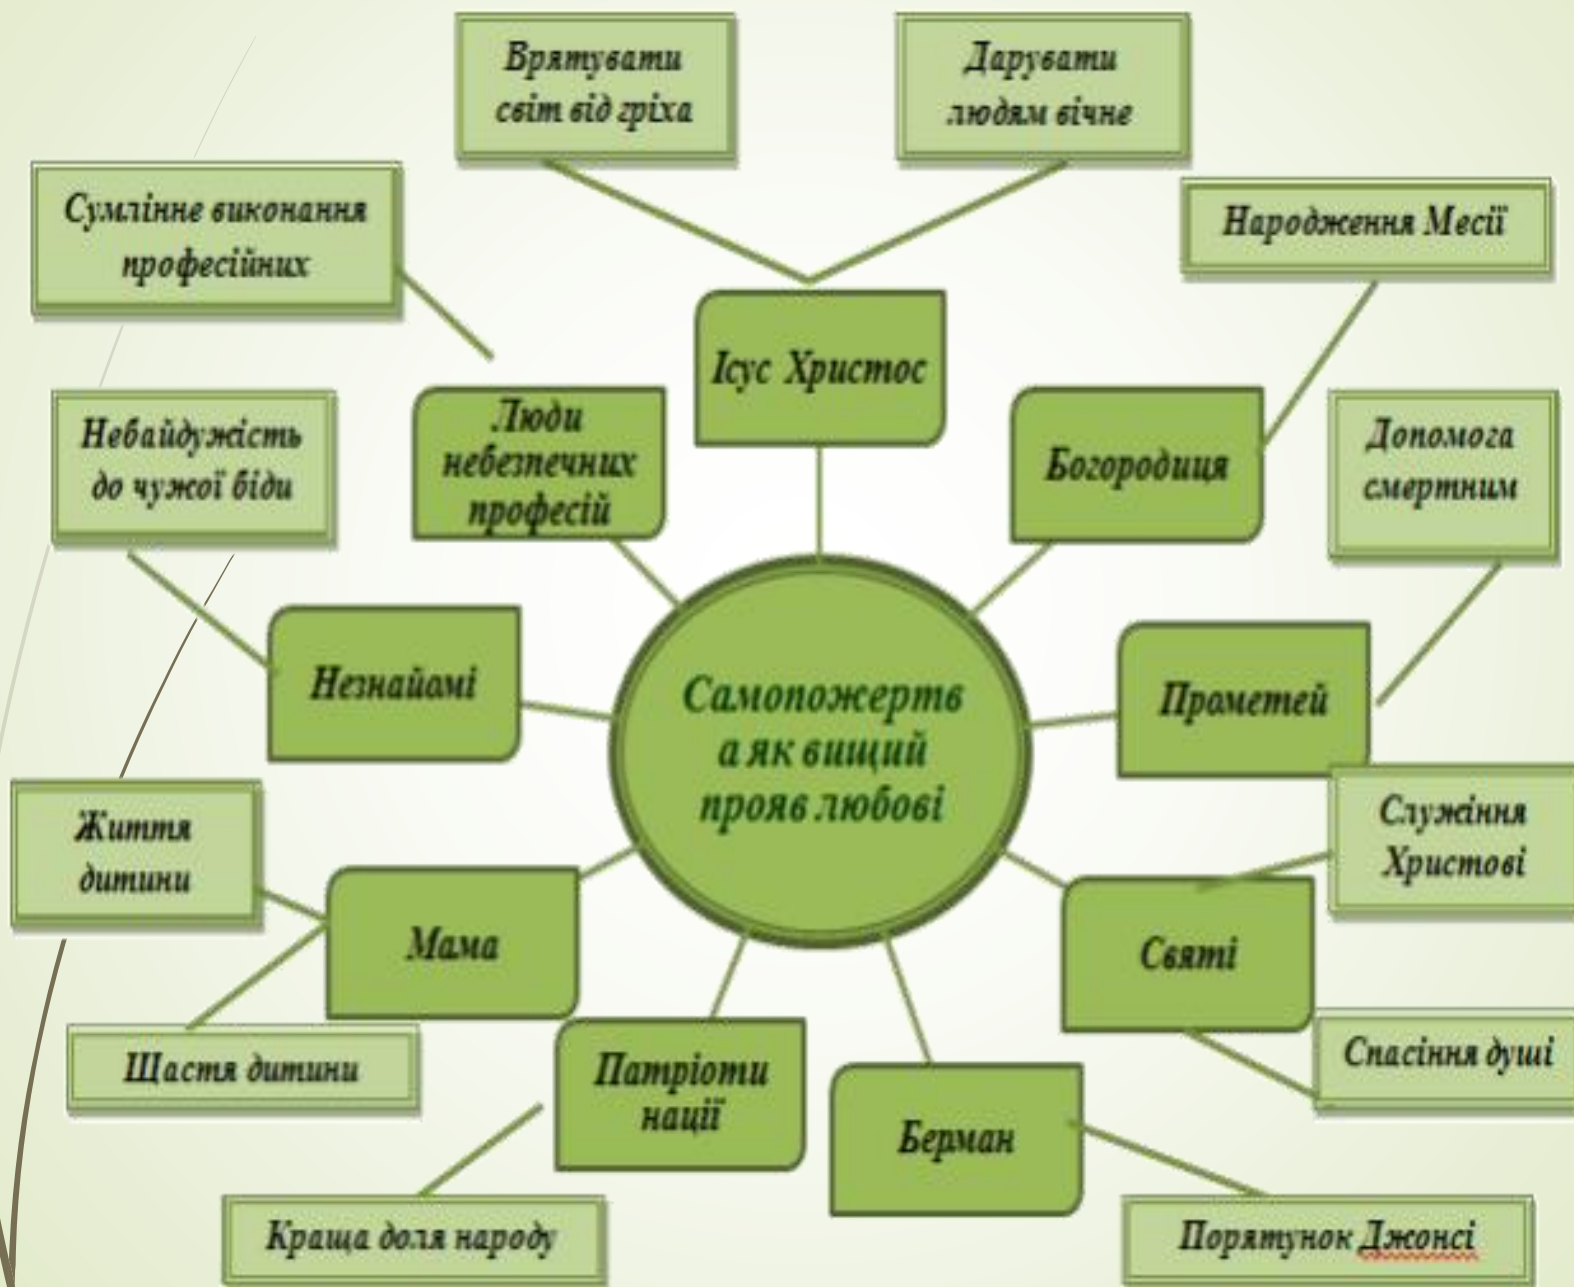 Врятувати
світ від гріха
Дарувати
людям вічне
Сумлінне виконання
професійних
Народження Месії
Ісус Христос
Люди
небезпечних
професій
Богородиця
Небайдужість
до чужої біди
Допомога
смертним
Незнайомі
Самопожертв
а як вищий
прояв любові
Прометей
Життя
дитини
Служіння
Христові
Мама
Святі
Щастя дитини
Патріоти
нації
Берман
Спасіння душі
Краща доля народу
Порятунок Джонсі